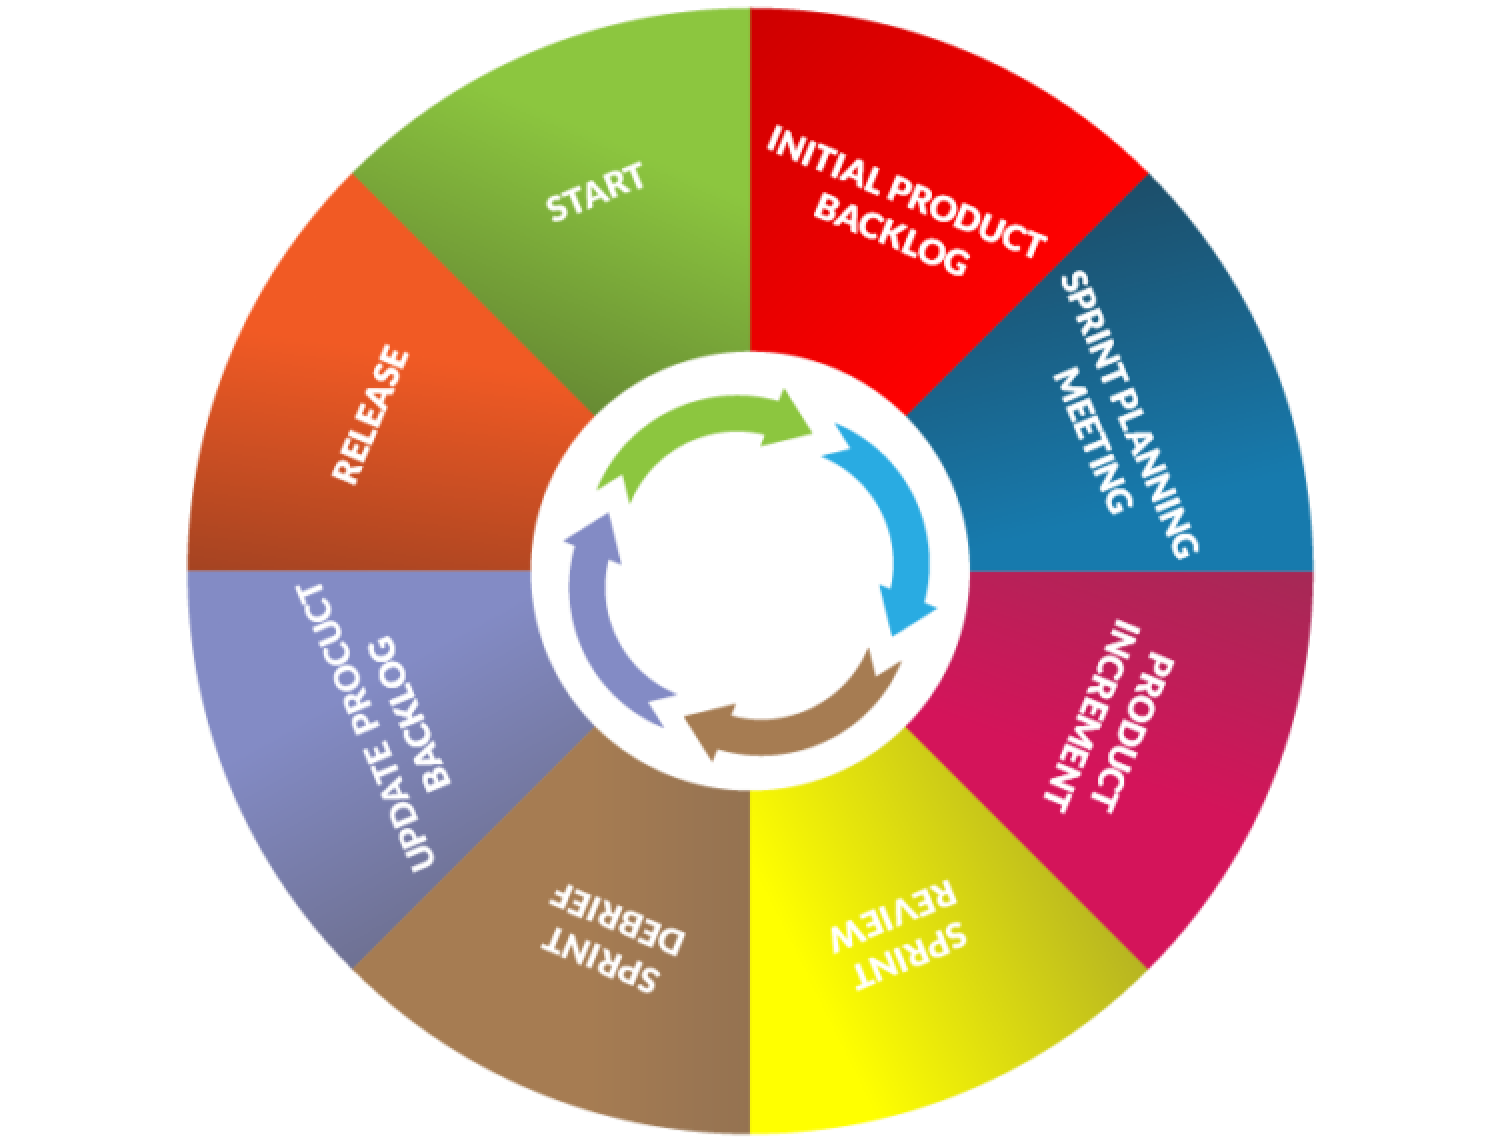 START
INITIAL PRODUCT
BACKLOG
SPRINT PLANNING
MEETING
PRODUCT
INCREMENT
SPRINT
REVIEW
SPRINT
DEBRIEF
UPDATE PROCUCT
BACKLOG
RELEASE